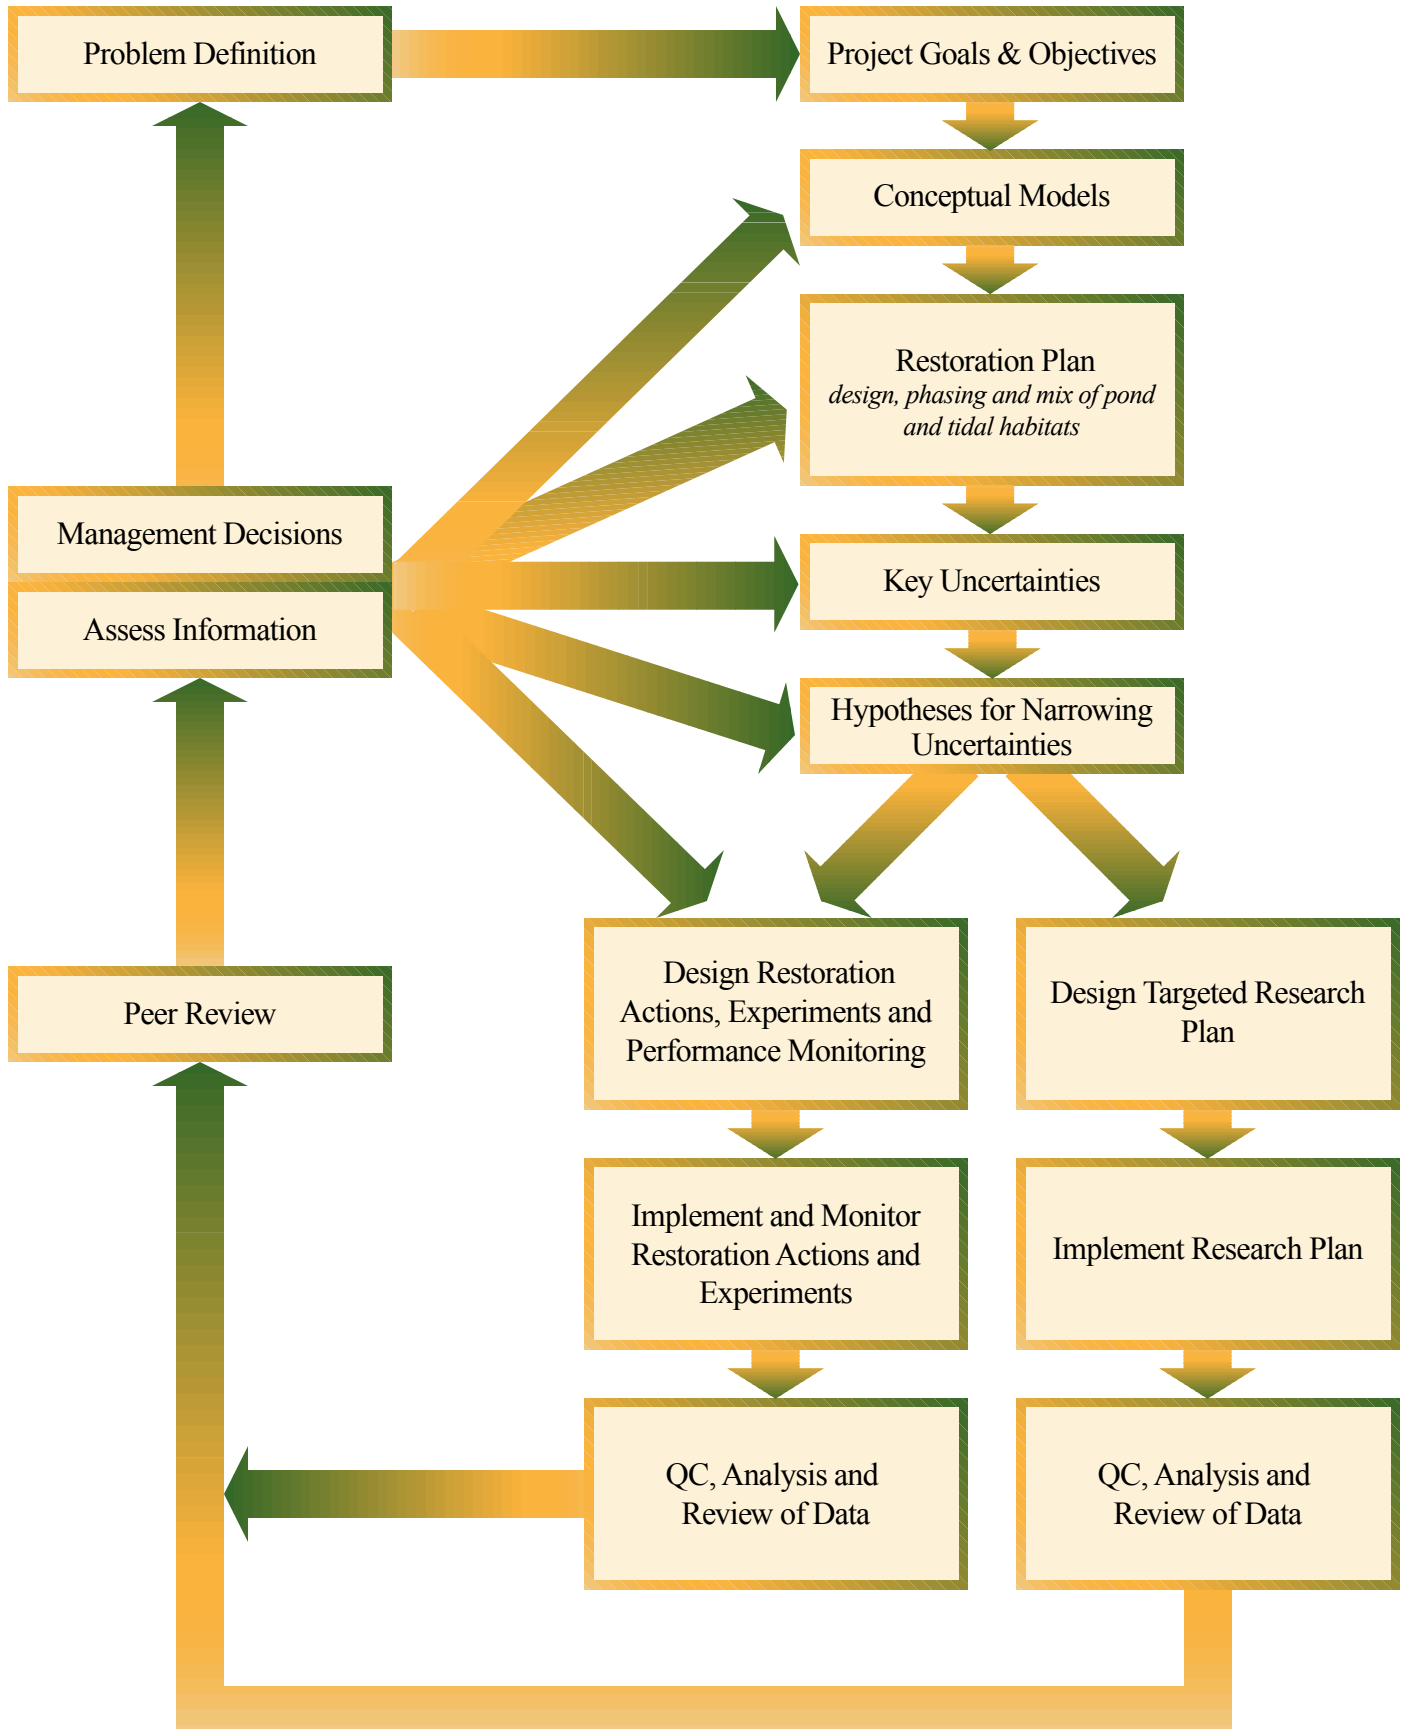 Problem Definition
Project Goals & Objectives
Conceptual Models
Restoration Plan
design, phasing and mix of pond
and tidal habitats
Management Decisions
Key Uncertainties
Assess Information
Hypotheses for Narrowing
Uncertainties
Peer Review
Design Restoration
Actions, Experiments and
Performance Monitoring
Design Targeted Research
Plan
Implement and Monitor
Restoration Actions and
Experiments
Implement Research Plan
QC, Analysis and
Review of Data
QC, Analysis and
Review of Data